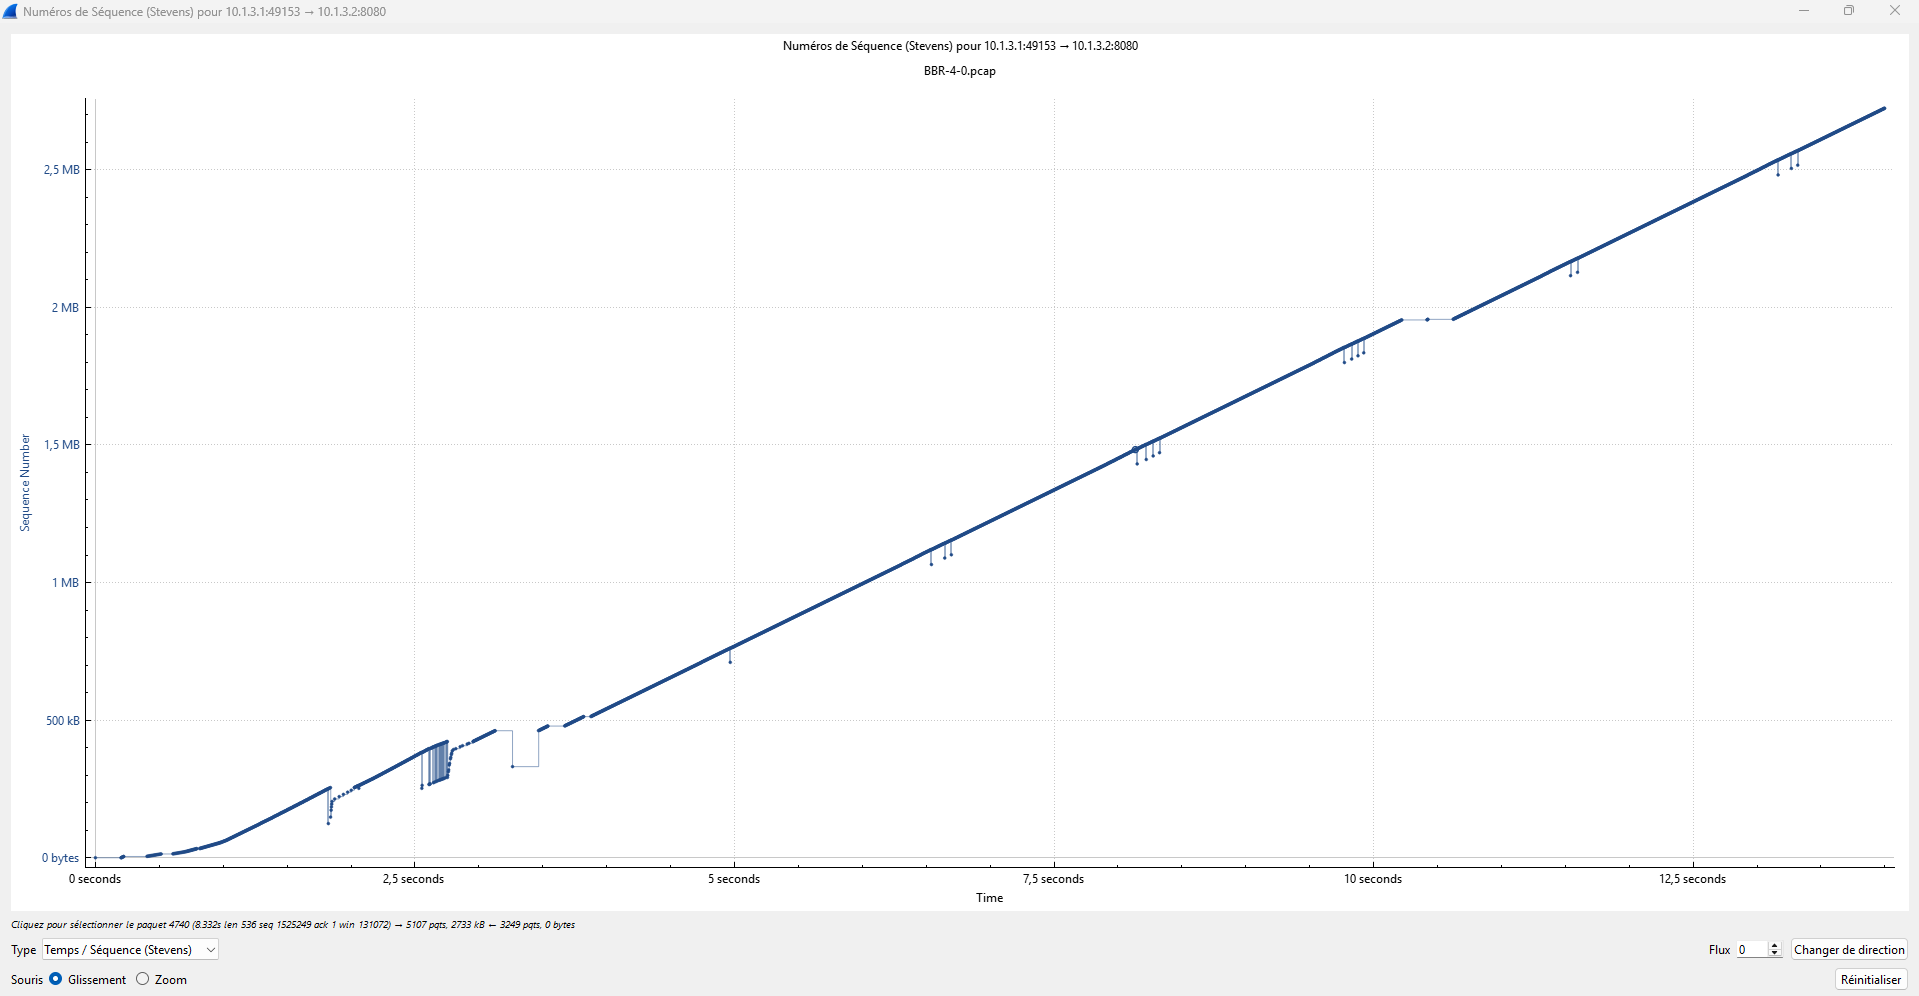 Numéros de Séquence (Stevens) pour 10.1.3.1:49153 → 10.1.3.2:8080
Numéros de Séquence (Stevens) pour 10.1.3.1:49153 → 10.1.3.2:8080
BBR-4-0.pcap
2,5 MB
2 MB
1,5 MB
1 MB
500 kB
0 bytes
Sequence Number
0 seconds
2,5 seconds
5 seconds
7,5 seconds
10 seconds
12,5 seconds
Time
Cliquez pour sélectionner le paquet 4740 (8.332s len 536 seq 1525249 ack 1 win 131072) → 5107 pqts, 2733 kB ← 3249 pqts, 0 bytes
Type Temps / Séquence (Stevens) Flux 0 Changer de direction
Souris Glissement Zoom Réinitialiser